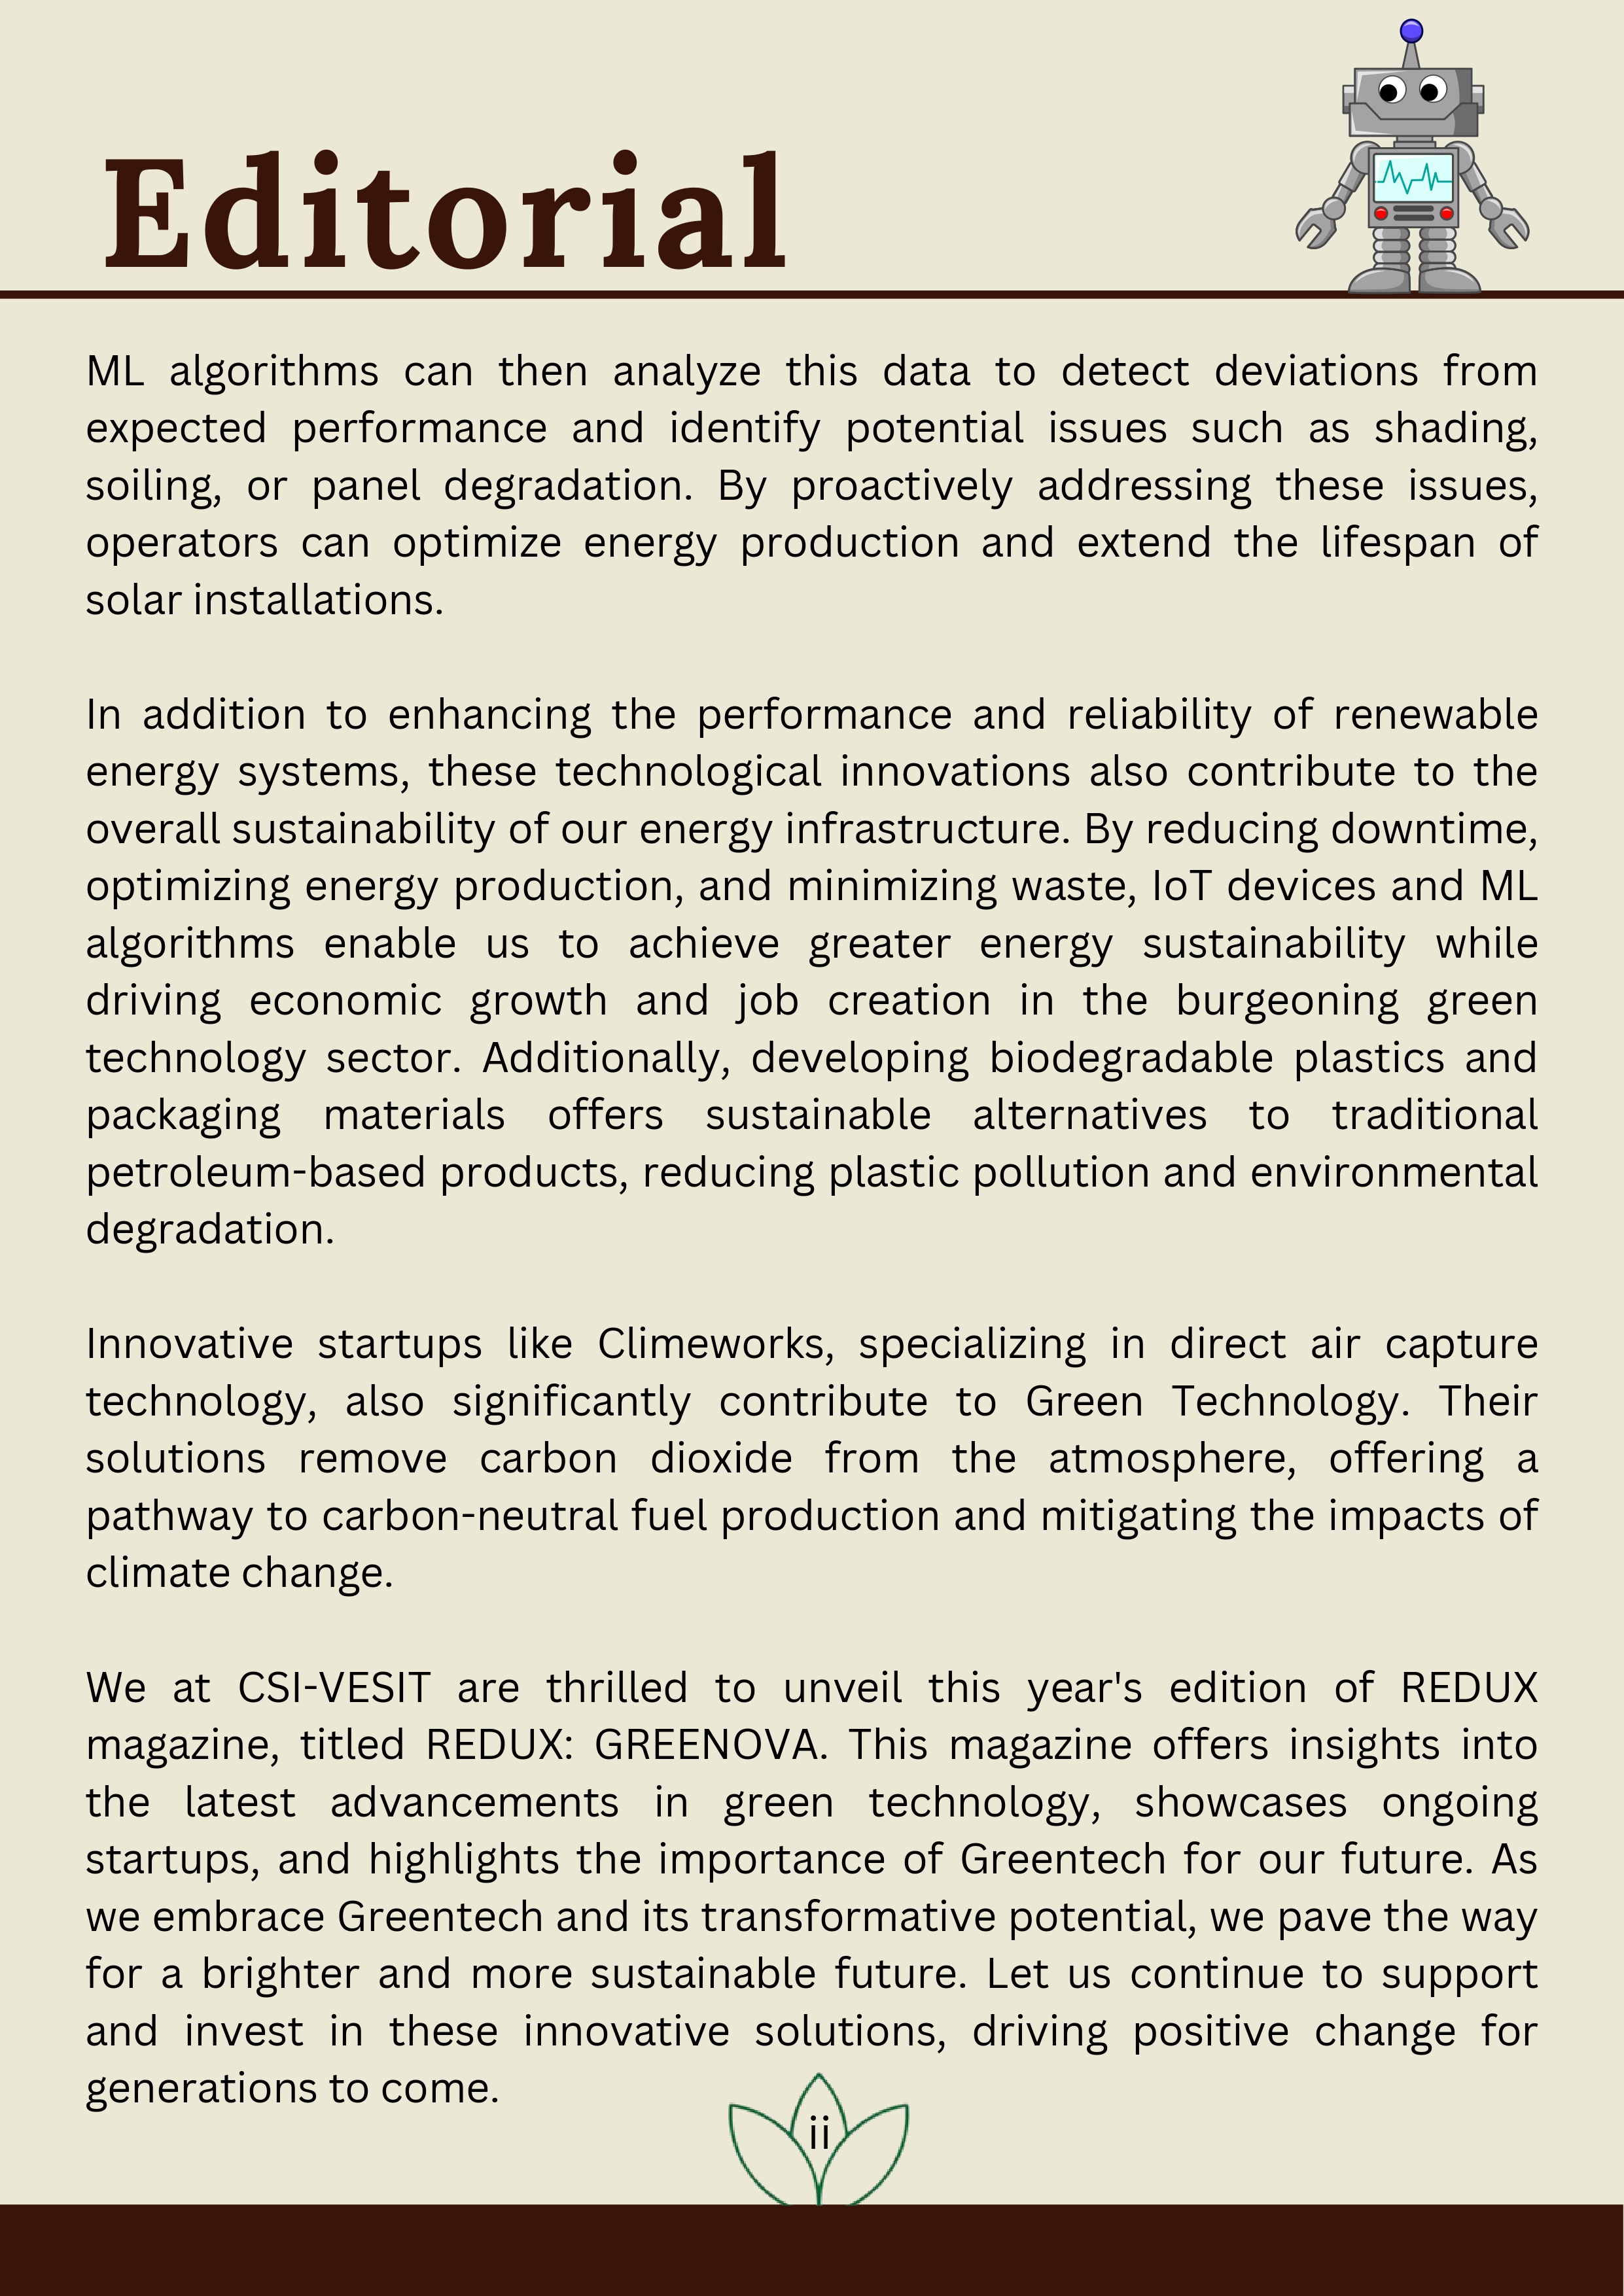 Editorial
ML algorithms can then analyze this data to detect deviations from
expected performance and identify potential issues such as shading,
soiling, or panel degradation. By proactively addressing these issues,
operators can optimize energy production and extend the lifespan of
solar installations.
In addition to enhancing the performance and reliability of renewable
energy systems, these technological innovations also contribute to the
overall sustainability of our energy infrastructure. By reducing downtime,
optimizing energy production, and minimizing waste, IoT devices and ML
algorithms enable us to achieve greater energy sustainability while
driving economic growth and job creation in the burgeoning green
technology sector. Additionally, developing biodegradable plastics and
packaging materials offers sustainable alternatives to traditional
petroleum-based products, reducing plastic pollution and environmental
degradation.
Innovative startups like Climeworks, specializing in direct air capture
technology, also significantly contribute to Green Technology. Their
solutions remove carbon dioxide from the atmosphere, offering a
pathway to carbon-neutral fuel production and mitigating the impacts of
climate change.
We at CSI-VESIT are thrilled to unveil this year's edition of REDUX
magazine, titled REDUX: GREENOVA. This magazine offers insights into
the latest advancements in green technology, showcases ongoing
startups, and highlights the importance of Greentech for our future. As
we embrace Greentech and its transformative potential, we pave the way
for a brighter and more sustainable future. Let us continue to support
and invest in these innovative solutions, driving positive change for
generations to come.
ii